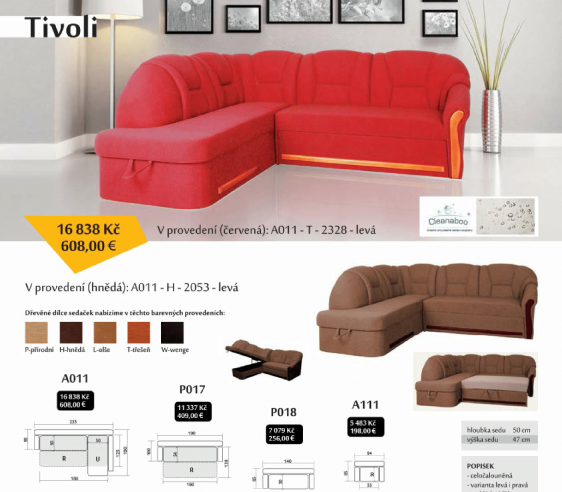 Tivoli
16 838 Kč
608,00 €
V provedení (červená): A011 - T - 2328 - levá
Cleanaboo
V provedení (hnědá): A011 - H - 2053 - levá
Dřevěné dílce sedaček nabízíme v těchto barevných provedeních:
P-přírodní H-hnědá L-olše T-třešeň W-wenge
A011
16 838 Kč
608,00 €
P017
11 337 Kč
409,00 €
P018
7 079 Kč
256,00 €
A111
5 483 Kč
198,00 €
235
R
U
R
140
hloubka sedu 50 cm
výška sedu 47 cm
POPISEK
- celočalouněná
- varianta levá i pravá